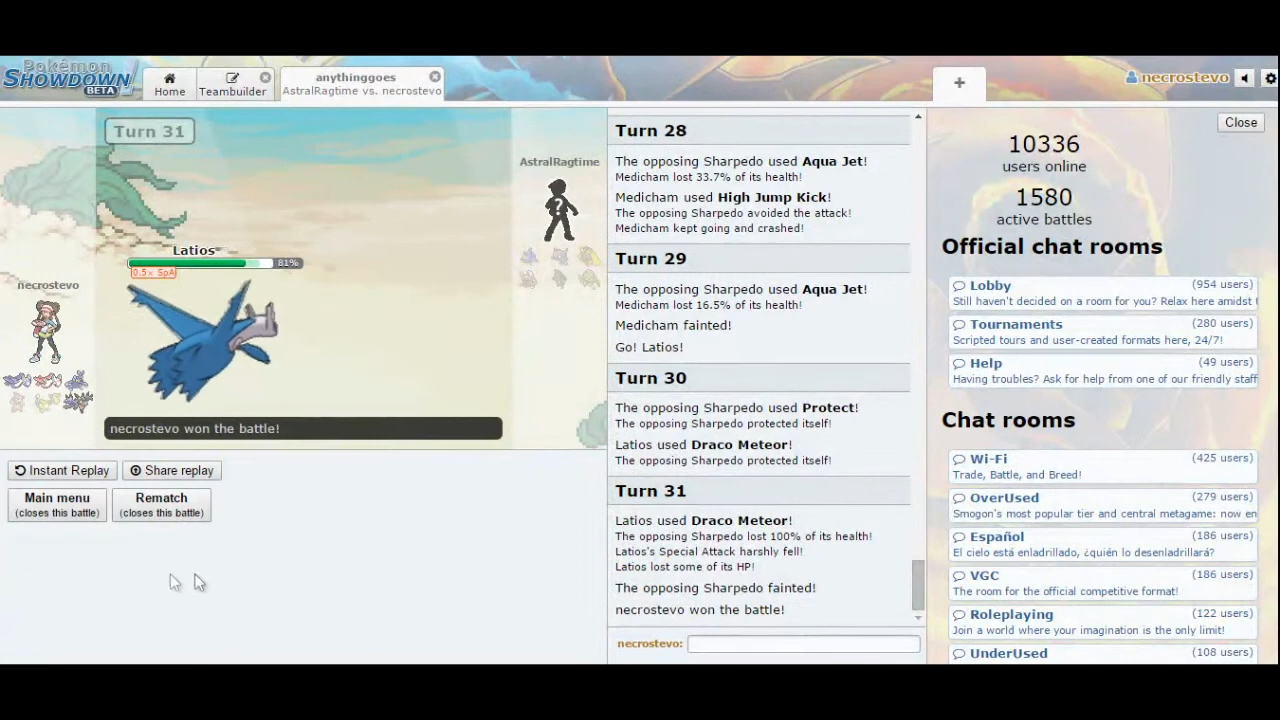 Pokémon
SHOWDOWN!
BETA
Home
Teambuilder
anythinggoes
AstralRagtime vs. necrostevo
+
necrostevo
Turn 31
AstralRagtime
?
Latios
81%
0.5× SpA
necrostevo
necrostevo won the battle!
Instant Replay
Share replay
Main menu
(closes this battle)
Rematch
(closes this battle)
Turn 28
The opposing Sharpedo used Aqua Jet!
Medicham lost 33.7% of its health!
Medicham used High Jump Kick!
The opposing Sharpedo avoided the attack!
Medicham kept going and crashed!
Turn 29
The opposing Sharpedo used Aqua Jet!
Medicham lost 16.5% of its health!
Medicham fainted!
Go! Latios!
Turn 30
The opposing Sharpedo used Protect!
The opposing Sharpedo protected itself!
Latios used Draco Meteor!
The opposing Sharpedo protected itself!
Turn 31
Latios used Draco Meteor!
The opposing Sharpedo lost 100% of its health!
Latios's Special Attack harshly fell!
Latios lost some of its HP!
The opposing Sharpedo fainted!
necrostevo won the battle!
necrostevo:
Close
10336
users online
1580
active battles
Official chat rooms
Lobby (954 users)
Still haven't decided on a room for you? Relax here amidst t
Tournaments (280 users)
Scripted tours and user-created formats here, 24/7!
Help (49 users)
Having troubles? Ask for help from one of our friendly staff
Chat rooms
Wi-Fi (425 users)
Trade, Battle, and Breed!
OverUsed (279 users)
Smogon's most popular tier and central metagame: now en
Español (186 users)
El cielo está enladrillado, ¿quién lo desenladrillará?
VGC (186 users)
The room for the official competitive format!
Roleplaying (122 users)
Join a world where your imagination is the only limit!
UnderUsed (108 users)